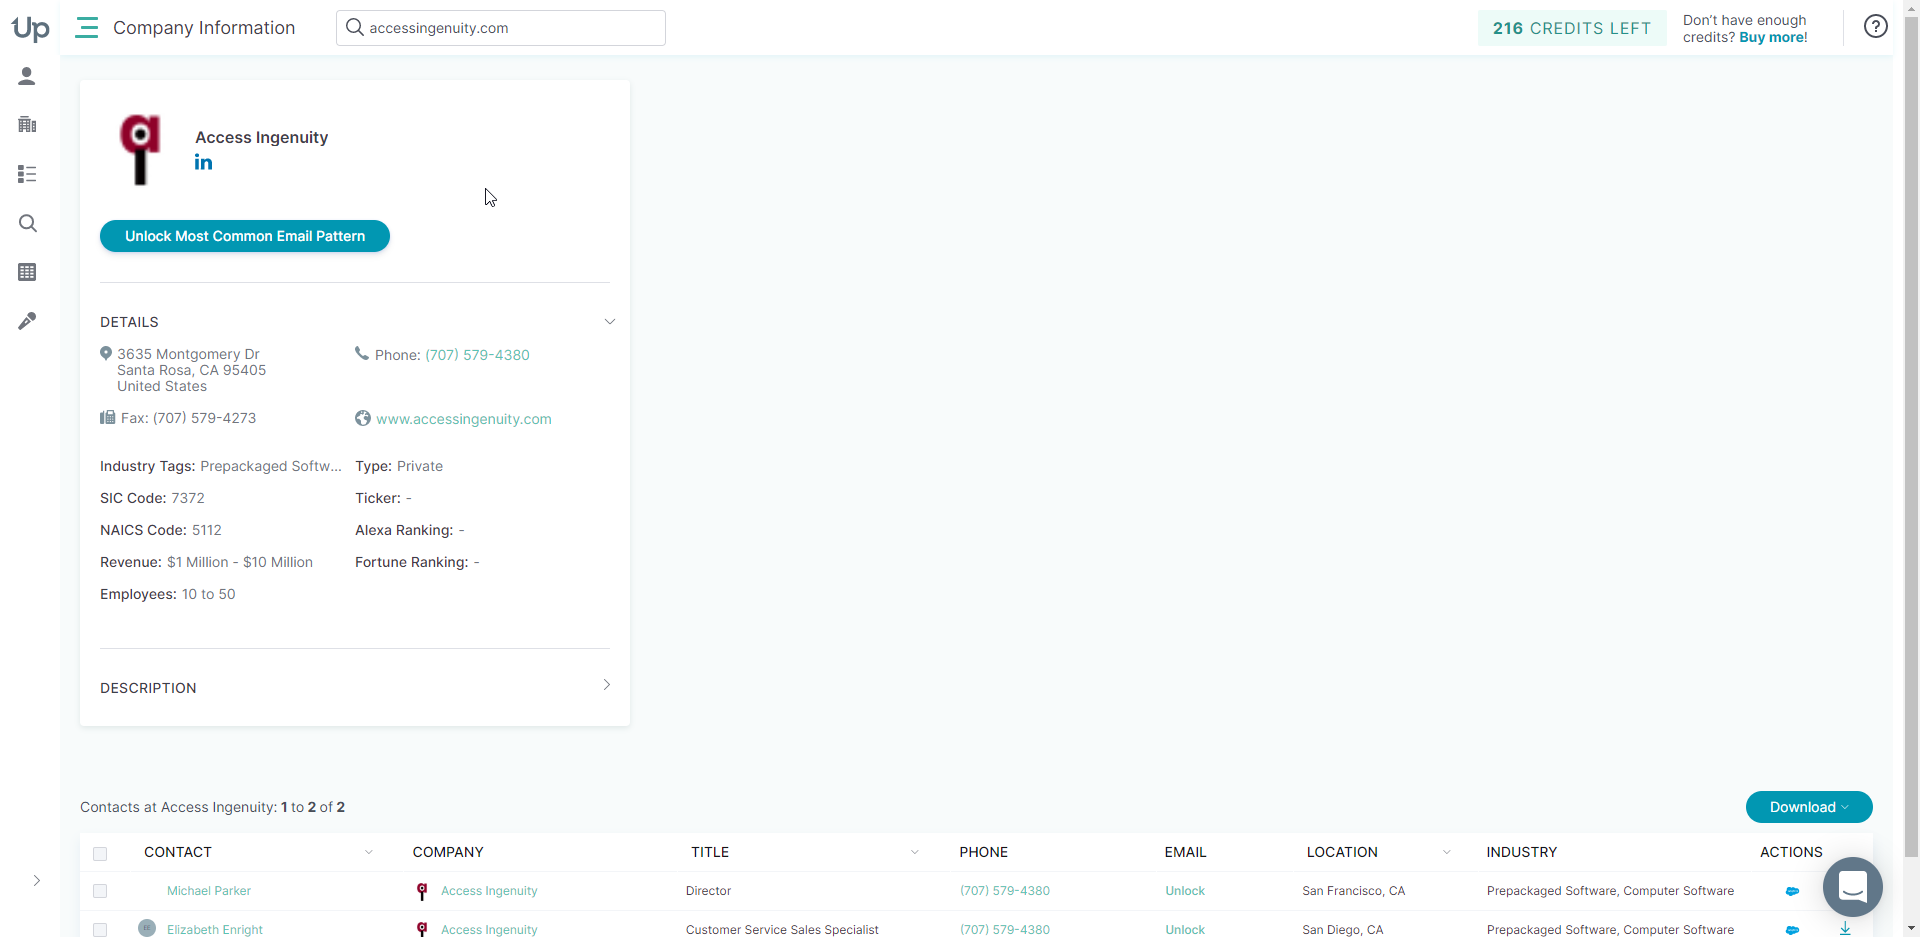 Up
Company Information
accessingenuity.com
216 CREDITS LEFT
Don't have enough
credits? Buy more!
Access Ingenuity
in
Unlock Most Common Email Pattern
DETAILS
3635 Montgomery Dr
Santa Rosa, CA 95405
United States
Phone: (707) 579-4380
Fax: (707) 579-4273
www.accessingenuity.com
Industry Tags: Prepackaged Softw...
Type: Private
SIC Code: 7372
Ticker: -
NAICS Code: 5112
Alexa Ranking: -
Revenue: $1 Million - $10 Million
Fortune Ranking: -
Employees: 10 to 50
DESCRIPTION
Contacts at Access Ingenuity: 1 to 2 of 2
Download
CONTACT COMPANY TITLE PHONE EMAIL LOCATION INDUSTRY ACTIONS
Michael Parker Access Ingenuity Director (707) 579-4380 Unlock San Francisco, CA Prepackaged Software, Computer Software
EE Elizabeth Enright Access Ingenuity Customer Service Sales Specialist (707) 579-4380 Unlock San Diego, CA Prepackaged Software, Computer Software